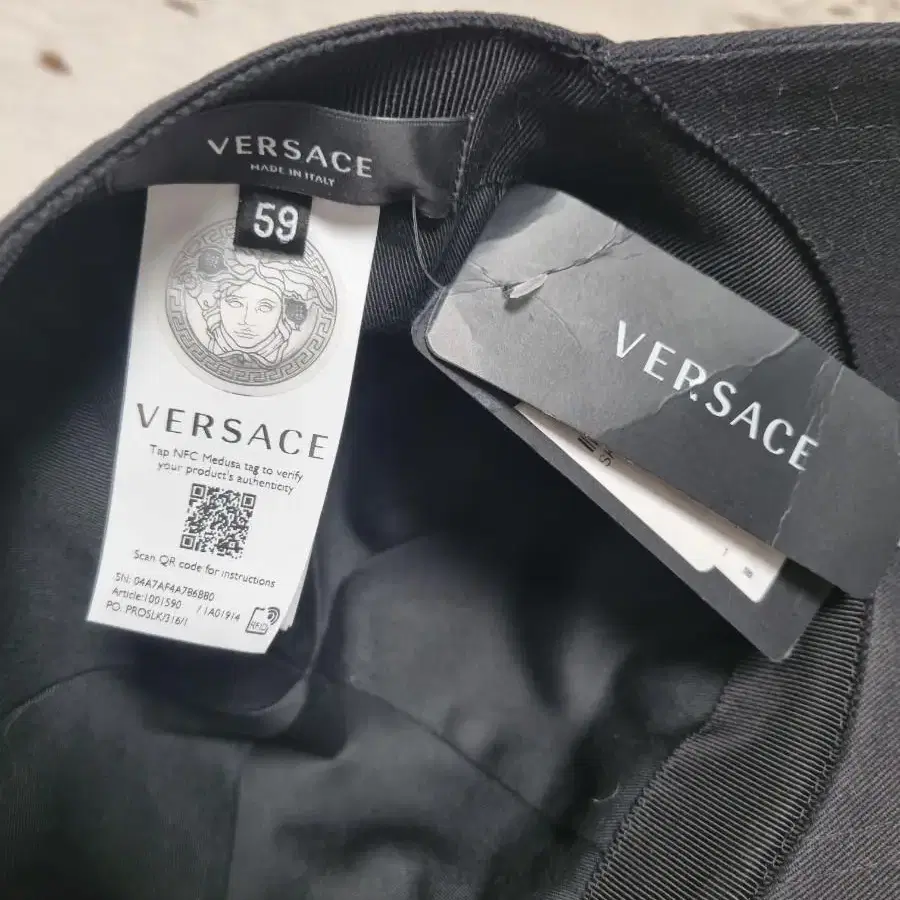 VERSACE
MADE IN ITALY
59
VERSACE
Tap NFC Medusa tag to verify
your product's authenticity
Scan QR code for instructions
SN: 04A7AF4A7B6B80
Article:1001590 /1A01914
PO. PROSLK/316/1
RFID
VERSACE